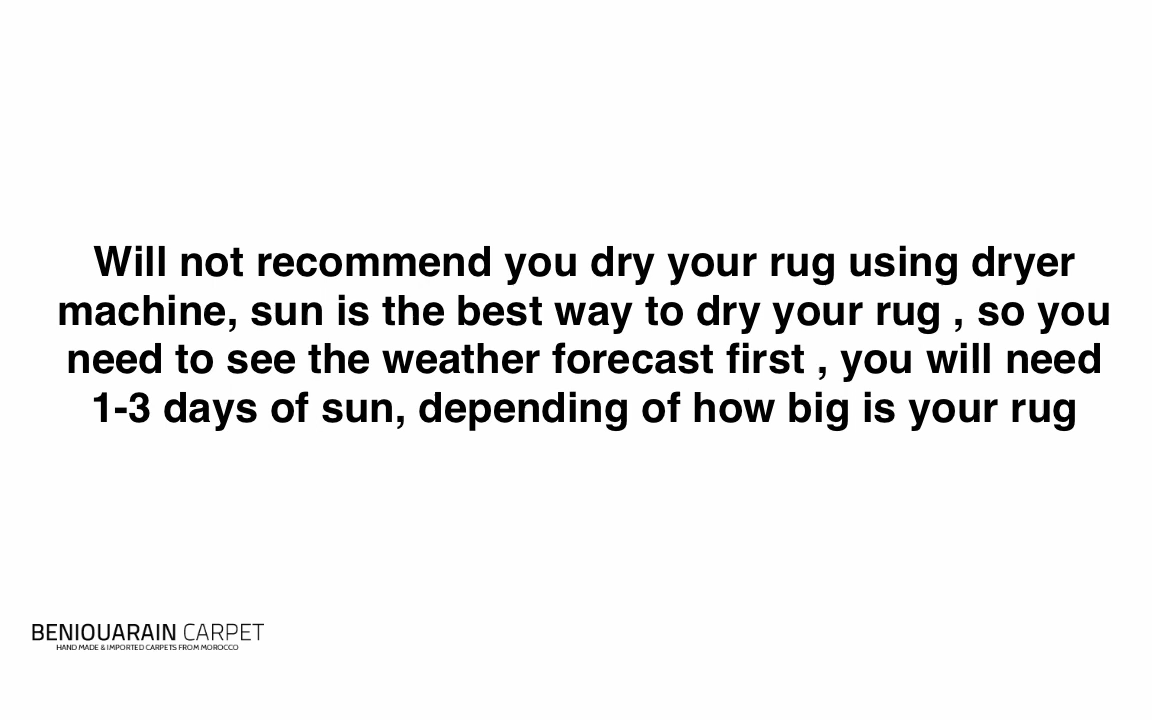 Will not recommend you dry your rug using dryer
machine, sun is the best way to dry your rug , so you
need to see the weather forecast first , you will need
1-3 days of sun, depending of how big is your rug
BENIOUARAIN CARPET
HAND MADE & IMPORTED CARPETS FROM MOROCCO